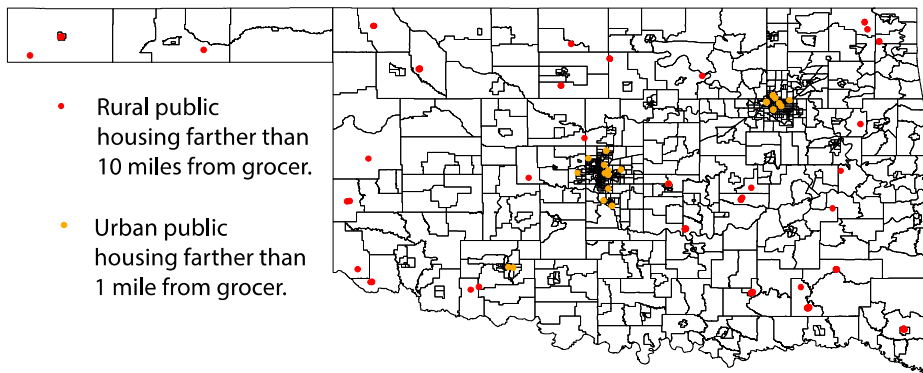 Rural public
housing farther than
10 miles from grocer.
Urban public
housing farther than
1 mile from grocer.